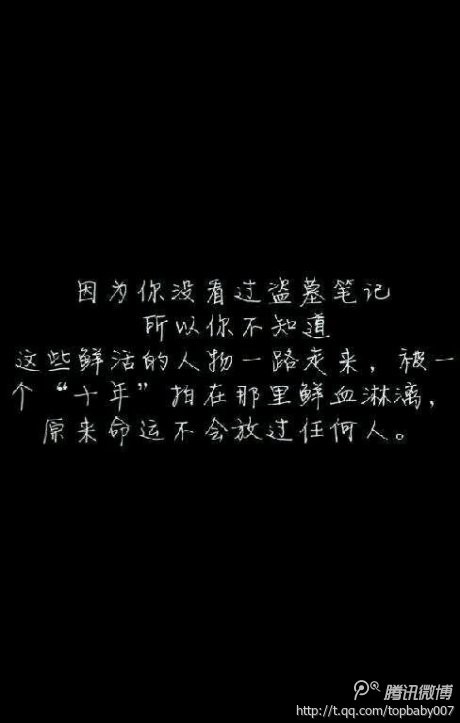 因为你没看过盗墓笔记
所以你不知道
这些鲜活的人物一路走来，被一
个“十年”拍在那里鲜血淋漓，
原来命运不会放过任何人。
腾讯微博
http://t.qq.com/topbaby007